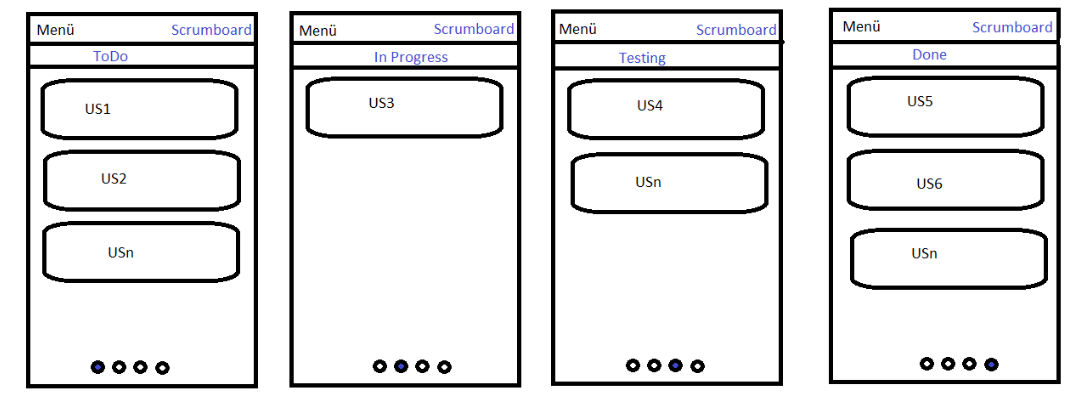 Menü Scrumboard
ToDo
US1
US2
USn
Menü Scrumboard
In Progress
US3
Menü Scrumboard
Testing
US4
USn
Menü Scrumboard
Done
US5
US6
USn